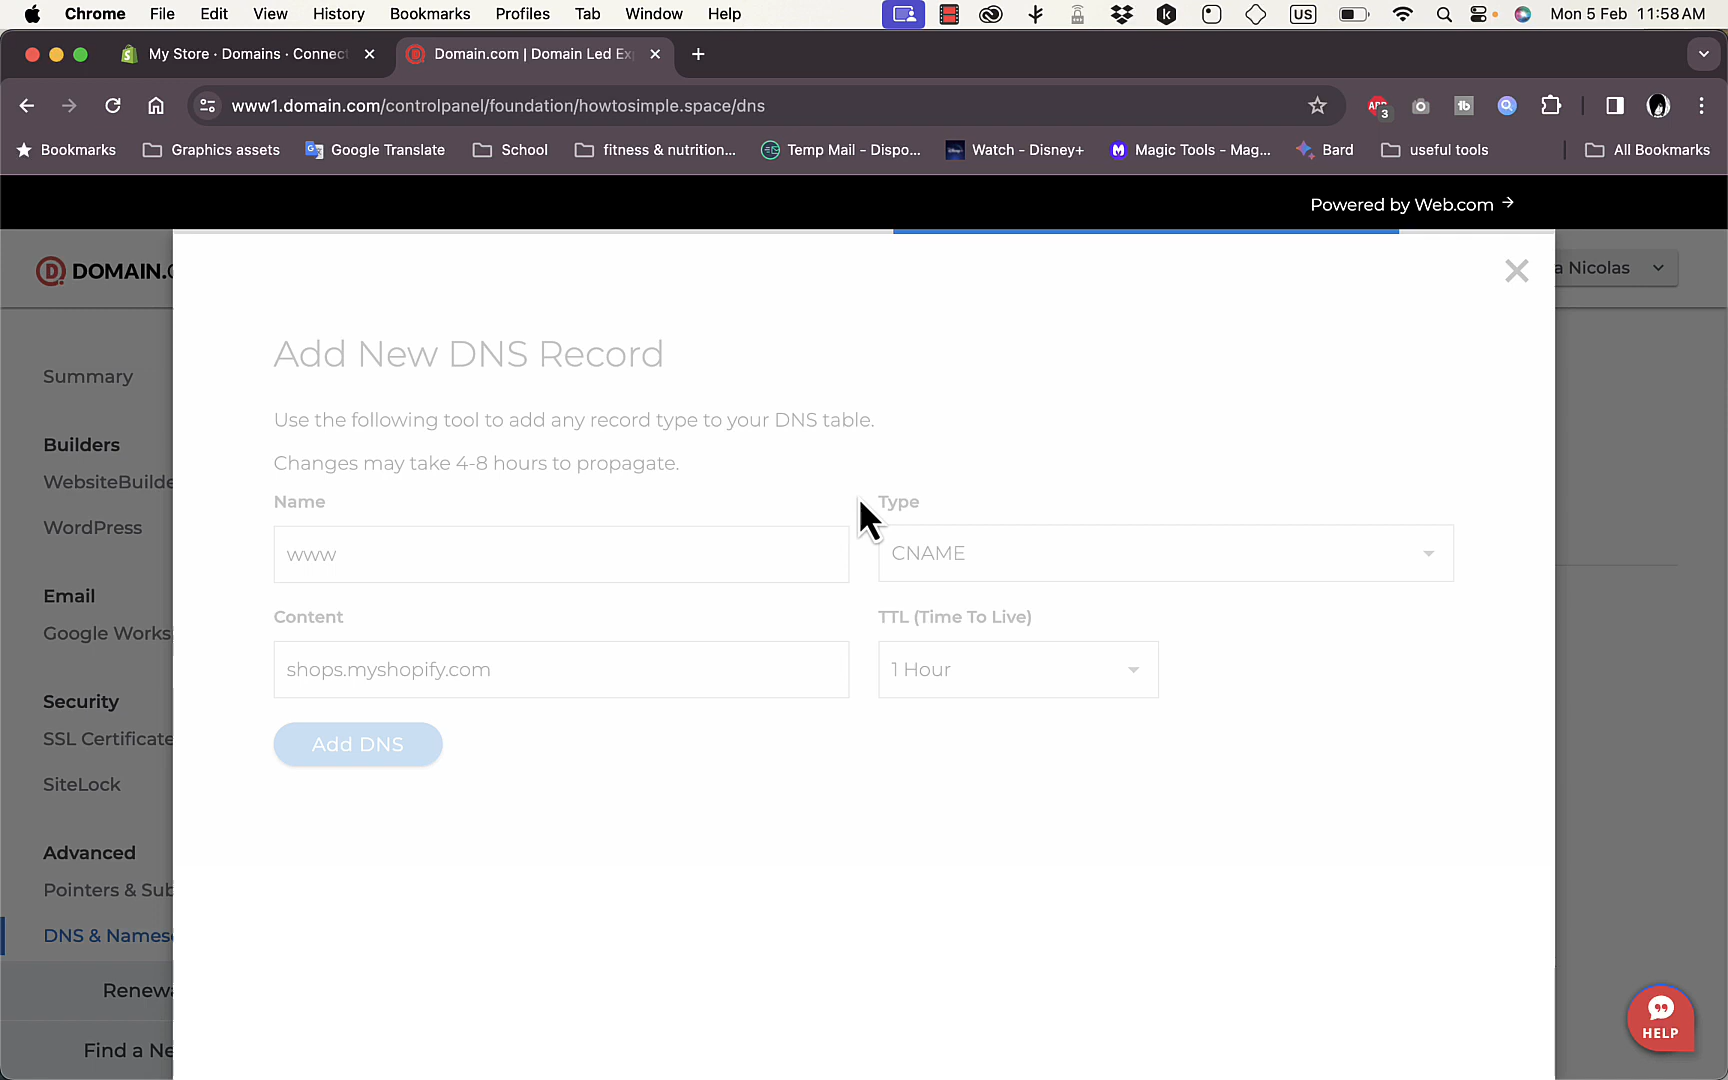 Chrome File Edit View History Bookmarks Profiles Tab Window Help US Mon 5 Feb 11:58 AM
My Store · Domains · Connect Domain.com | Domain Led Ex
www1.domain.com/controlpanel/foundation/howtosimple.space/dns ABP 3 tb
Bookmarks Graphics assets Google Translate School fitness & nutrition... Temp Mail - Dispo... Watch - Disney+ Magic Tools - Mag... Bard useful tools All Bookmarks
Powered by Web.com
DOMAIN.
a Nicolas
Add New DNS Record
Use the following tool to add any record type to your DNS table.
Changes may take 4-8 hours to propagate.
Name
Type
www
CNAME
Content
TTL (Time To Live)
shops.myshopify.com
1 Hour
Add DNS
Summary
Builders
WebsiteBuilde
WordPress
Email
Google Works
Security
SSL Certificate
SiteLock
Advanced
Pointers & Sub
DNS & Names
Renewa
Find a Ne
HELP